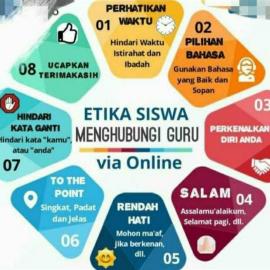 PERHATIKAN
WAKTU
01
Hindari Waktu
Istirahat dan
Ibadah
02
PILIHAN
BAHASA
Gunakan Bahasa
yang Baik dan
Sopan
03
PERKENALKAN
DIRI ANDA
SALAM 04
Assalamu'alaikum,
Selamat pagi, dll.
RENDAH
HATI
05
Mohon ma'af,
jika berkenan,
dll.
TO THE
POINT
Singkat, Padat
dan Jelas
06
HINDARI
KATA GANTI
Hindari kata "kamu",
atau "anda"
07
08 UCAPKAN
TERIMAKASIH
ETIKA SISWA
MENGHUBUNGI GURU
via Online